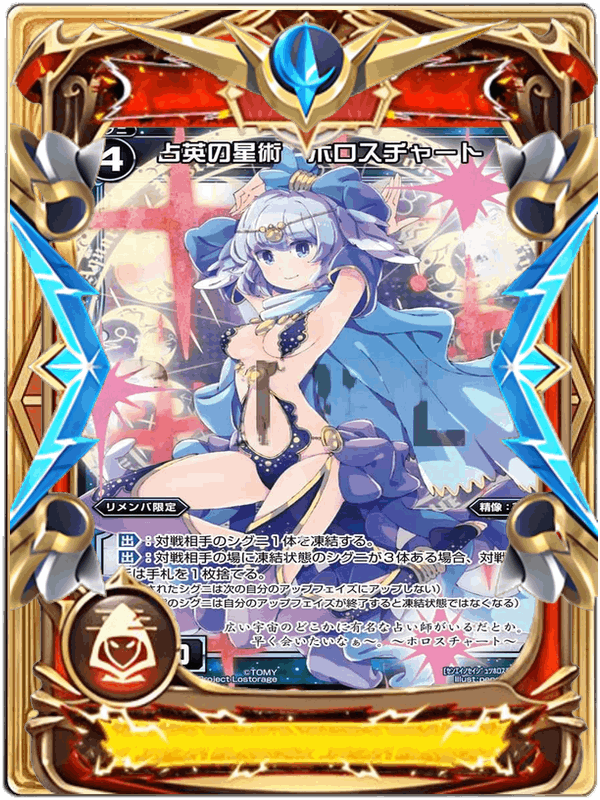 4
占英の星術 ホロスチャート
リメンバ限定
精像:
出:対戦相手のシグニ1体を凍結する。
出:対戦相手の場に凍結状態のシグニが3体ある場合、対戦
は手札を1枚捨てる。
されたシグニは次の自分のアップフェイズにアップしない)
のシグニは自分のアップフェイズが終了すると凍結状態ではなくなる)
広い宇宙のどこかに有名な占い師がいるだとか。
早く会いたいなぁ〜。〜ホロスチャート〜
0
©TOMY
Project Lostorage
Illust: